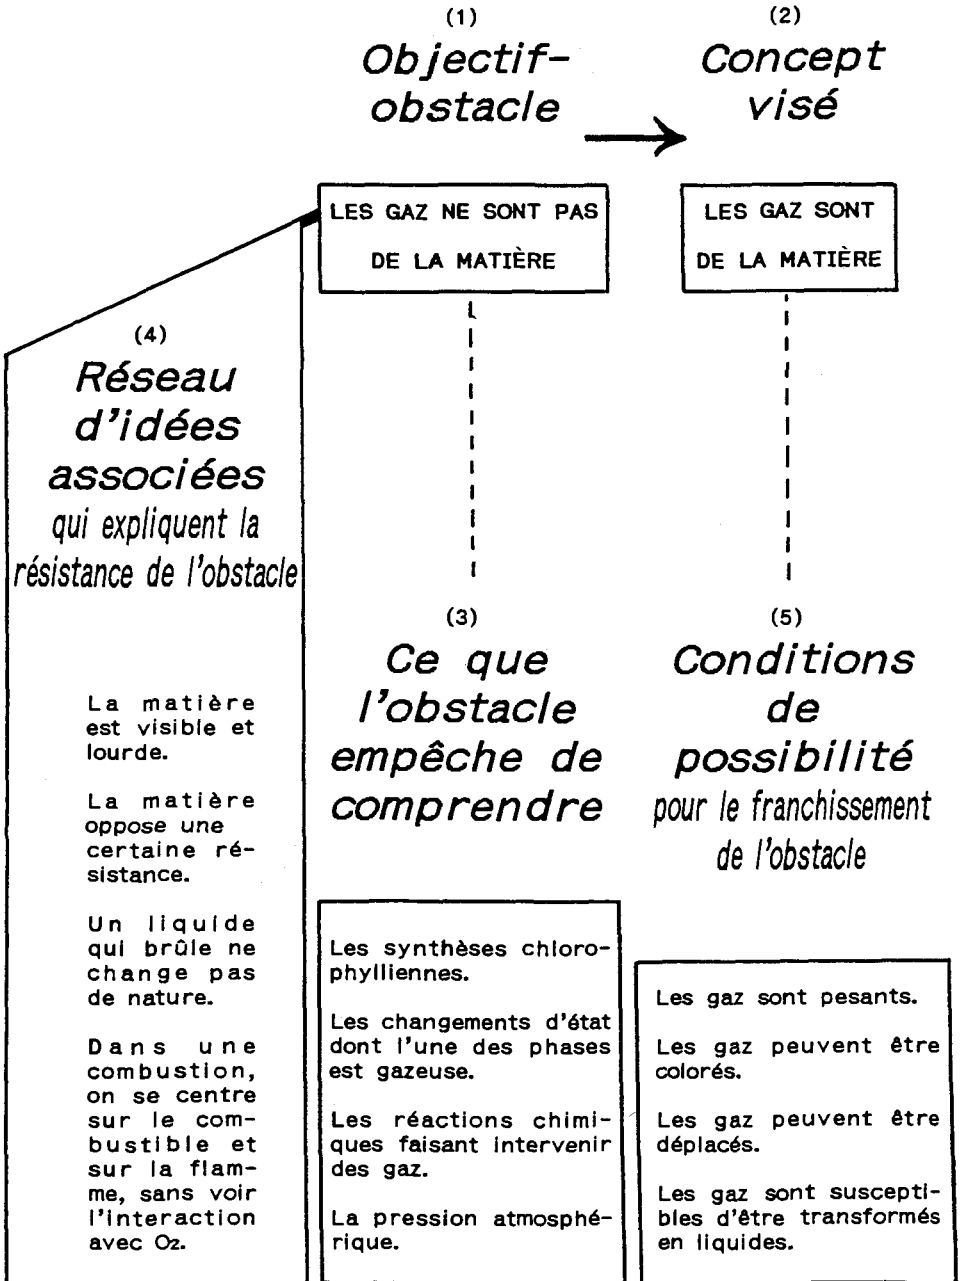 (1)
Objectif-
obstacle
(2)
Concept
visé
LES GAZ NE SONT PAS
DE LA MATIÈRE
LES GAZ SONT
DE LA MATIÈRE
(4)
Réseau
d'idées
associées
qui expliquent la
résistance de l'obstacle
La matière
est visible et
lourde.
La matière
oppose une
certaine ré-
sistance.
Un liquide
qui brûle ne
change pas
de nature.
Dans une
combustion,
on se centre
sur le com-
bustible et
sur la flam-
me, sans voir
l'interaction
avec O2.
(3)
Ce que
l'obstacle
empêche de
comprendre
Les synthèses chloro-
phylliennes.
Les changements d'état
dont l'une des phases
est gazeuse.
Les réactions chimi-
ques faisant intervenir
des gaz.
La pression atmosphé-
rique.
(5)
Conditions
de
possibilité
pour le franchissement
de l'obstacle
Les gaz sont pesants.
Les gaz peuvent être
colorés.
Les gaz peuvent être
déplacés.
Les gaz sont suscepti-
bles d'être transformés
en liquides.